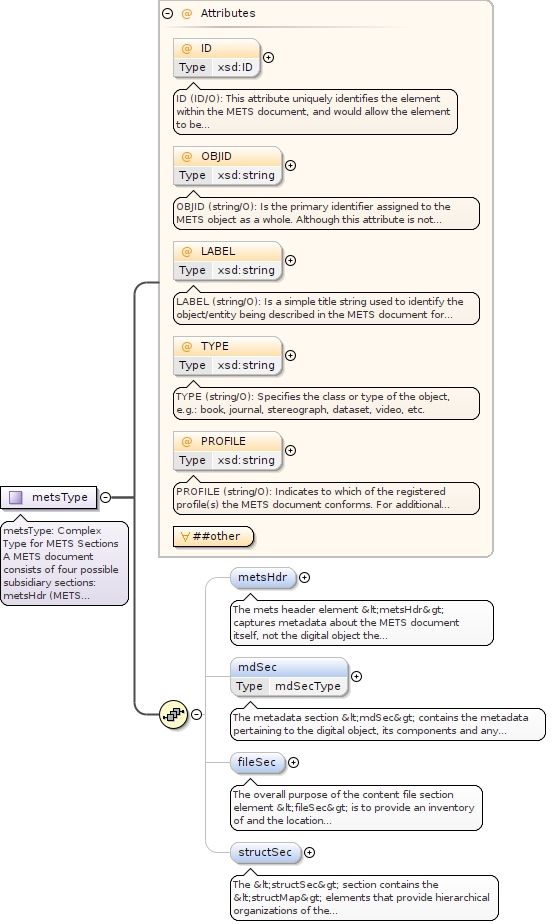 @ Attributes
@ ID
Type xsd:ID
ID (ID/O): This attribute uniquely identifies the element
within the METS document, and would allow the element
to be...
@ OBJID
Type xsd:string
OBJID (string/O): Is the primary identifier assigned to the
METS object as a whole. Although this attribute is not...
@ LABEL
Type xsd:string
LABEL (string/O): Is a simple title string used to identify the
object/entity being described in the METS document for...
@ TYPE
Type xsd:string
TYPE (string/O): Specifies the class or type of the object,
e.g.: book, journal, stereograph, dataset, video, etc.
@ PROFILE
Type xsd:string
PROFILE (string/O): Indicates to which of the registered
profile(s) the METS document conforms. For additional...
##other
metsType
metsType: Complex
Type for METS Sections
A METS document
consists of four possible
subsidiary sections:
metsHdr (METS...
metsHdr
The mets header element &lt;metsHdr&gt;
captures metadata about the METS document
itself, not the digital object the...
mdSec
Type mdSecType
The metadata section &lt;mdSec&gt; contains the metadata
pertaining to the digital object, its components and any...
fileSec
The overall purpose of the content file section
element &lt;fileSec&gt; is to provide an inventory
of and the location...
structSec
The &lt;structSec&gt; section contains the
&lt;structMap&gt; elements that provide hierarchical
organizations of the...